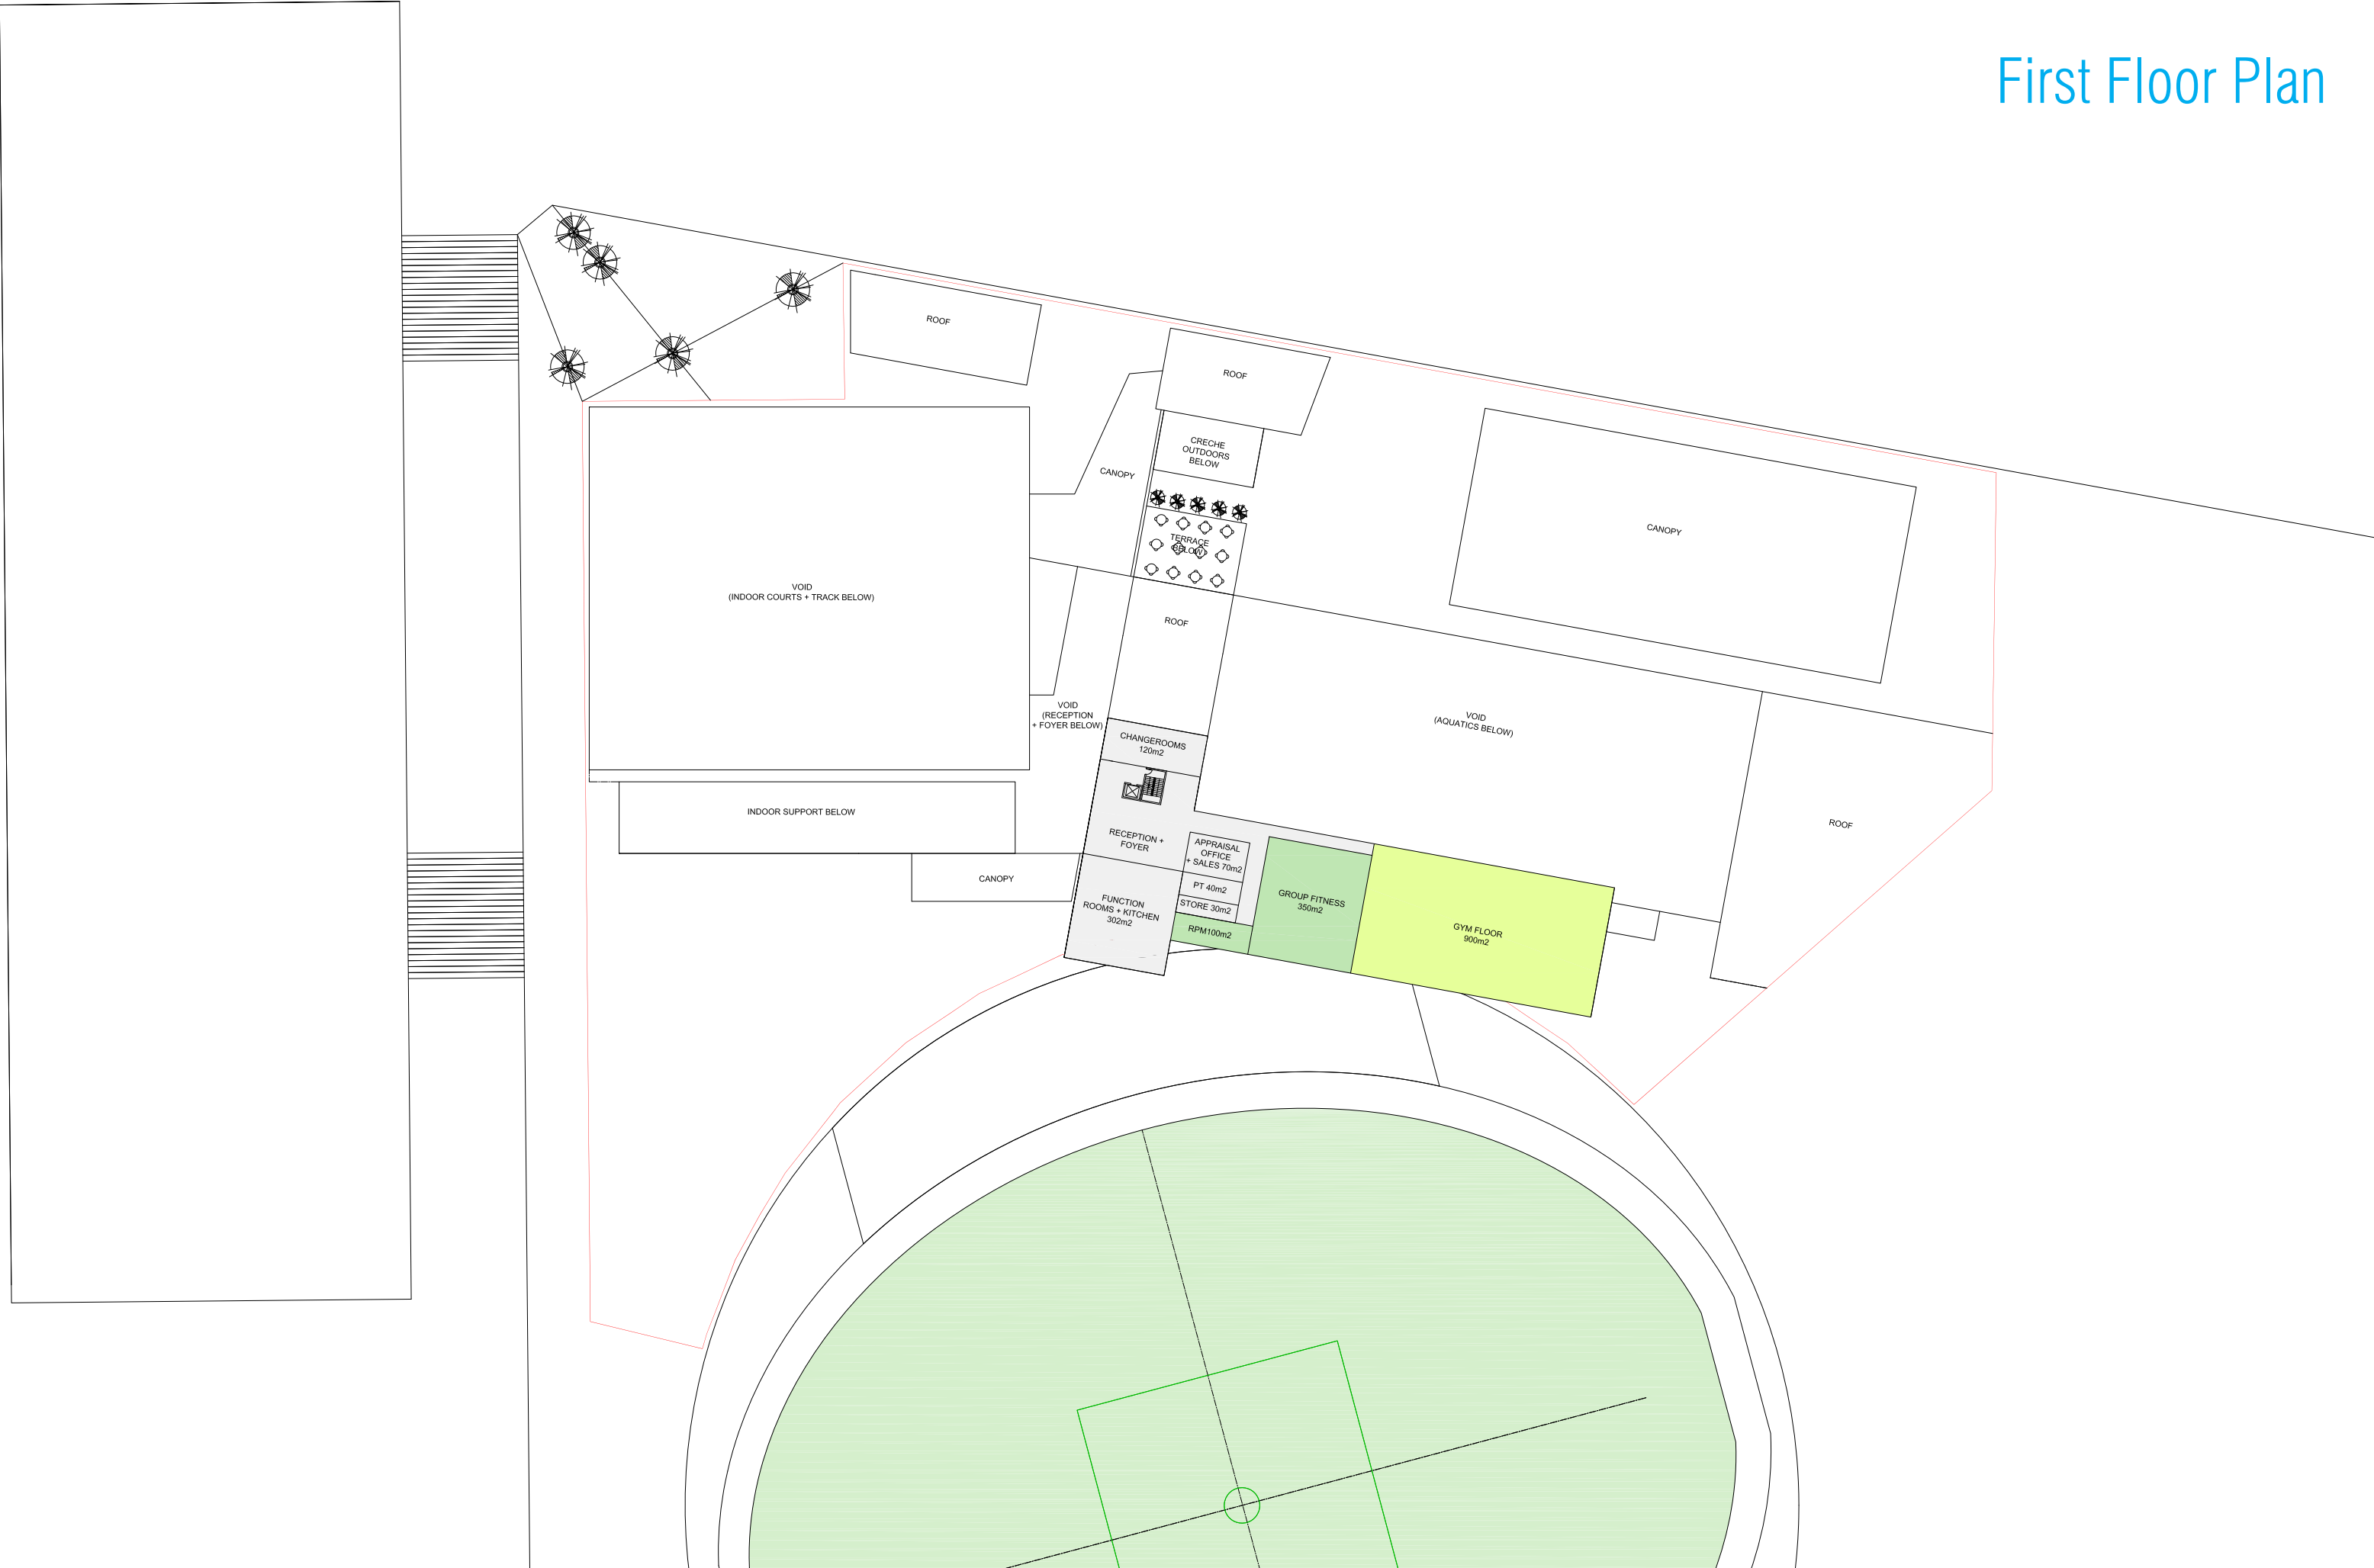 First Floor Plan
ROOF
ROOF
CRECHE
OUTDOORS
BELOW
CANOPY
CANOPY
TERRACE
BELOW
VOID
(INDOOR COURTS + TRACK BELOW)
ROOF
VOID
(RECEPTION
+ FOYER BELOW)
VOID
(AQUATICS BELOW)
CHANGEROOMS
120m2
INDOOR SUPPORT BELOW
ROOF
RECEPTION +
FOYER
APPRAISAL
OFFICE
+ SALES 70m2
CANOPY
PT 40m2
STORE 30m2
FUNCTION
ROOMS + KITCHEN
302m2
GROUP FITNESS
350m2
RPM100m2
GYM FLOOR
900m2